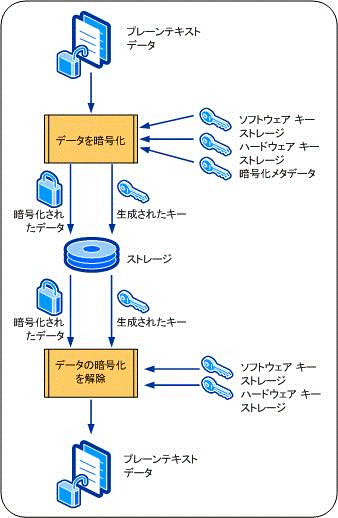 プレーンテキスト
データ
データを暗号化
ソフトウェア キー
ストレージ
ハードウェア キー
ストレージ
暗号化メタデータ
暗号化され
たデータ
生成されたキー
ストレージ
暗号化され
たデータ
生成されたキー
データの暗号化
を解除
ソフトウェア キー
ストレージ
ハードウェア キー
ストレージ
プレーンテキスト
データ